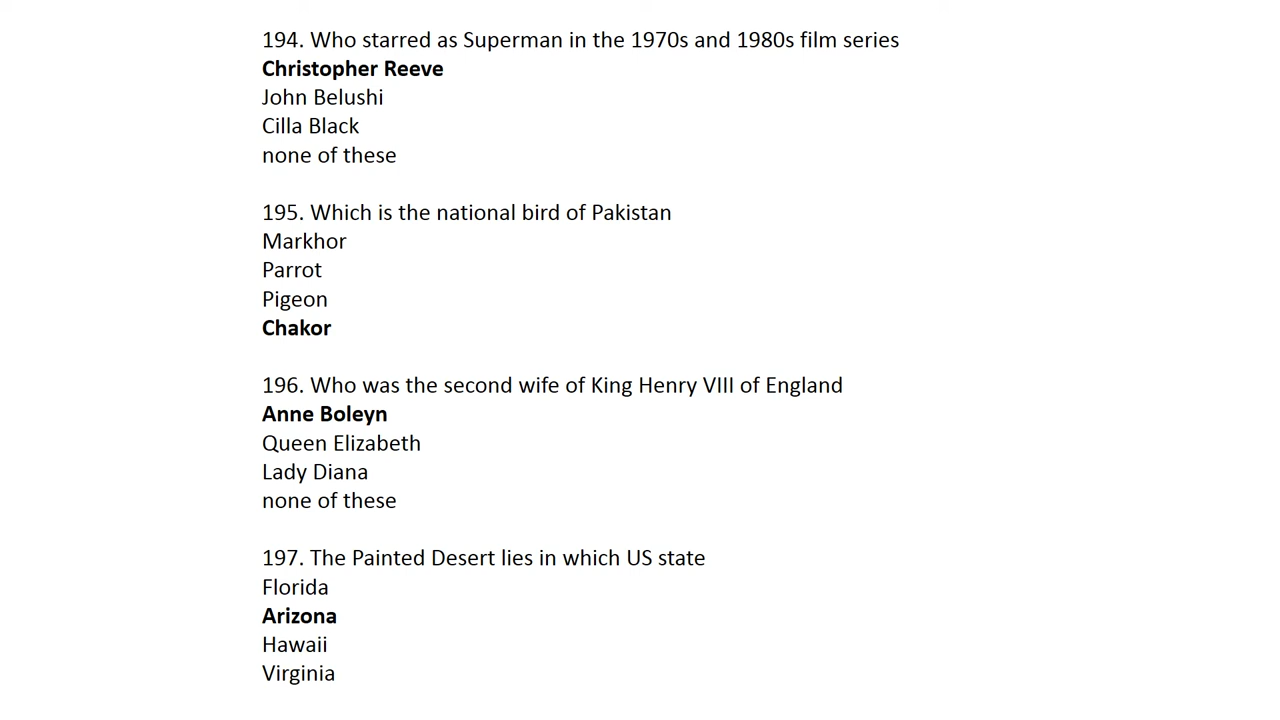 194. Who starred as Superman in the 1970s and 1980s film series
Christopher Reeve
John Belushi
Cilla Black
none of these
195. Which is the national bird of Pakistan
Markhor
Parrot
Pigeon
Chakor
196. Who was the second wife of King Henry VIII of England
Anne Boleyn
Queen Elizabeth
Lady Diana
none of these
197. The Painted Desert lies in which US state
Florida
Arizona
Hawaii
Virginia